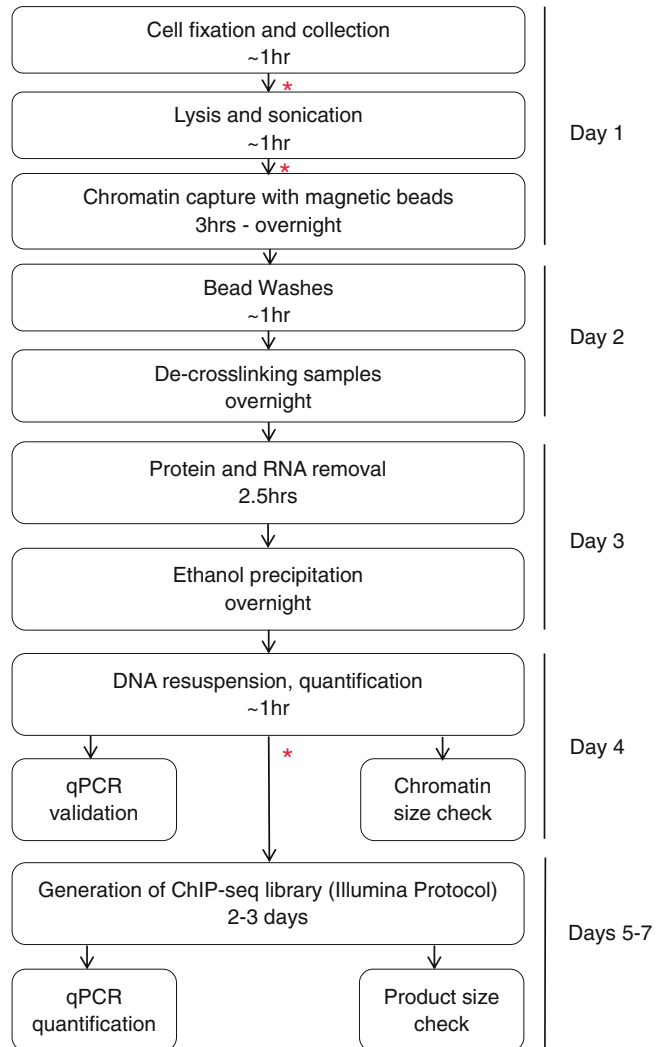 Cell fixation and collection
~1hr
*
Lysis and sonication
~1hr
*
Chromatin capture with magnetic beads
3hrs - overnight
Day 1
Bead Washes
~1hr
De-crosslinking samples
overnight
Day 2
Protein and RNA removal
2.5hrs
Ethanol precipitation
overnight
Day 3
DNA resuspension, quantification
~1hr
*
qPCR
validation
Chromatin
size check
Day 4
Generation of ChIP-seq library (Illumina Protocol)
2-3 days
qPCR
quantification
Product size
check
Days 5-7